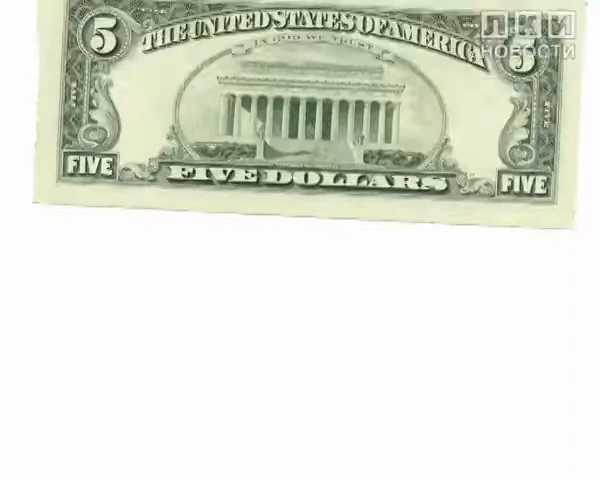 ЛКИ
НОВОСТИ
THE UNITED STATES OF AMERICA
IN GOD WE TRUST
5 5
FIVE FIVE DOLLARS FIVE